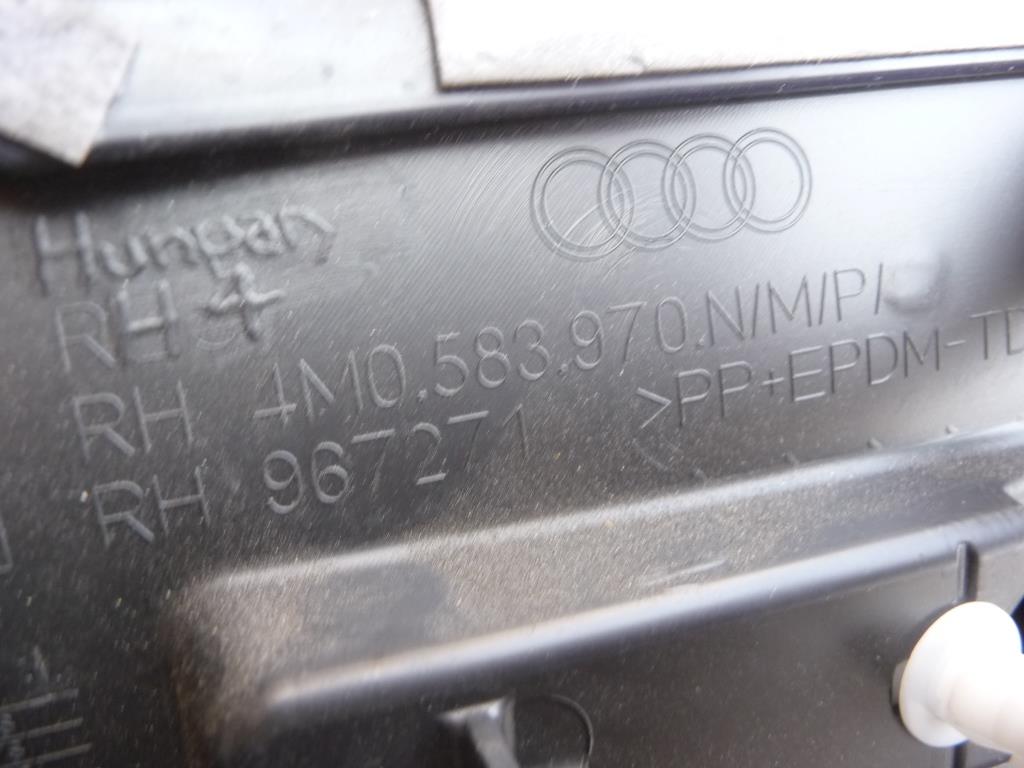 Hungary
RH 4
RH 4M0.583.970.N/M/P/
RH 967271 >PP+EPDM-TD